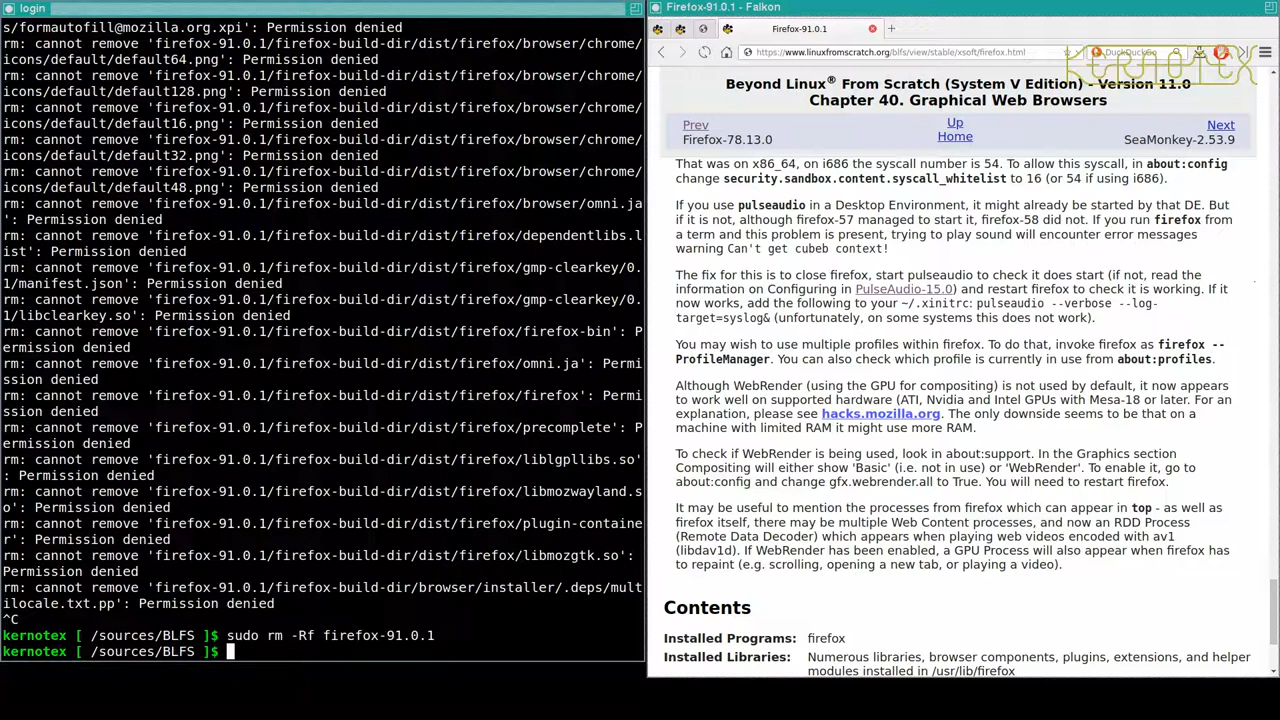 login
s/formautofill@mozilla.org.xpi': Permission denied
rm: cannot remove 'firefox-91.0.1/firefox-build-dir/dist/firefox/browser/chrome/
icons/default/default64.png': Permission denied
rm: cannot remove 'firefox-91.0.1/firefox-build-dir/dist/firefox/browser/chrome/
icons/default/default128.png': Permission denied
rm: cannot remove 'firefox-91.0.1/firefox-build-dir/dist/firefox/browser/chrome/
icons/default/default16.png': Permission denied
rm: cannot remove 'firefox-91.0.1/firefox-build-dir/dist/firefox/browser/chrome/
icons/default/default32.png': Permission denied
rm: cannot remove 'firefox-91.0.1/firefox-build-dir/dist/firefox/browser/chrome/
icons/default/default48.png': Permission denied
rm: cannot remove 'firefox-91.0.1/firefox-build-dir/dist/firefox/browser/omni.ja
': Permission denied
rm: cannot remove 'firefox-91.0.1/firefox-build-dir/dist/firefox/dependentlibs.l
ist': Permission denied
rm: cannot remove 'firefox-91.0.1/firefox-build-dir/dist/firefox/gmp-clearkey/0.
1/manifest.json': Permission denied
rm: cannot remove 'firefox-91.0.1/firefox-build-dir/dist/firefox/gmp-clearkey/0.
1/libclearkey.so': Permission denied
rm: cannot remove 'firefox-91.0.1/firefox-build-dir/dist/firefox/firefox-bin': P
ermission denied
rm: cannot remove 'firefox-91.0.1/firefox-build-dir/dist/firefox/omni.ja': Permi
ssion denied
rm: cannot remove 'firefox-91.0.1/firefox-build-dir/dist/firefox/firefox': Permi
ssion denied
rm: cannot remove 'firefox-91.0.1/firefox-build-dir/dist/firefox/precomplete': P
ermission denied
rm: cannot remove 'firefox-91.0.1/firefox-build-dir/dist/firefox/liblgpllibs.so'
: Permission denied
rm: cannot remove 'firefox-91.0.1/firefox-build-dir/dist/firefox/libmozwayland.s
o': Permission denied
rm: cannot remove 'firefox-91.0.1/firefox-build-dir/dist/firefox/plugin-containe
r': Permission denied
rm: cannot remove 'firefox-91.0.1/firefox-build-dir/dist/firefox/libmozgtk.so':
Permission denied
rm: cannot remove 'firefox-91.0.1/firefox-build-dir/browser/installer/.deps/mult
ilocale.txt.pp': Permission denied
^C
kernotex [ /sources/BLFS ]$ sudo rm -Rf firefox-91.0.1
kernotex [ /sources/BLFS ]$
Firefox-91.0.1 - Falkon
Firefox-91.0.1
https://www.linuxfromscratch.org/blfs/view/stable/xsoft/firefox.html
DuckDuckGo
KERNOTEX
Beyond Linux® From Scratch (System V Edition) - Version 11.0
Chapter 40. Graphical Web Browsers
Prev Up Next
Firefox-78.13.0 Home SeaMonkey-2.53.9
That was on x86_64, on i686 the syscall number is 54. To allow this syscall, in about:config
change security.sandbox.content.syscall_whitelist to 16 (or 54 if using i686).
If you use pulseaudio in a Desktop Environment, it might already be started by that DE. But
if it is not, although firefox-57 managed to start it, firefox-58 did not. If you run firefox from
a term and this problem is present, trying to play sound will encounter error messages
warning Can't get cubeb context!
The fix for this is to close firefox, start pulseaudio to check it does start (if not, read the
information on Configuring in PulseAudio-15.0) and restart firefox to check it is working. If it
now works, add the following to your ~/.xinitrc: pulseaudio --verbose --log-
target=syslog& (unfortunately, on some systems this does not work).
You may wish to use multiple profiles within firefox. To do that, invoke firefox as firefox --
ProfileManager. You can also check which profile is currently in use from about:profiles.
Although WebRender (using the GPU for compositing) is not used by default, it now appears
to work well on supported hardware (ATI, Nvidia and Intel GPUs with Mesa-18 or later. For an
explanation, please see hacks.mozilla.org. The only downside seems to be that on a
machine with limited RAM it might use more RAM.
To check if WebRender is being used, look in about:support. In the Graphics section
Compositing will either show 'Basic' (i.e. not in use) or 'WebRender'. To enable it, go to
about:config and change gfx.webrender.all to True. You will need to restart firefox.
It may be useful to mention the processes from firefox which can appear in top - as well as
firefox itself, there may be multiple Web Content processes, and now an RDD Process
(Remote Data Decoder) which appears when playing web videos encoded with av1
(libdav1d). If WebRender has been enabled, a GPU Process will also appear when firefox has
to repaint (e.g. scrolling, opening a new tab, or playing a video).
Contents
Installed Programs: firefox
Installed Libraries: Numerous libraries, browser components, plugins, extensions, and helper
modules installed in /usr/lib/firefox